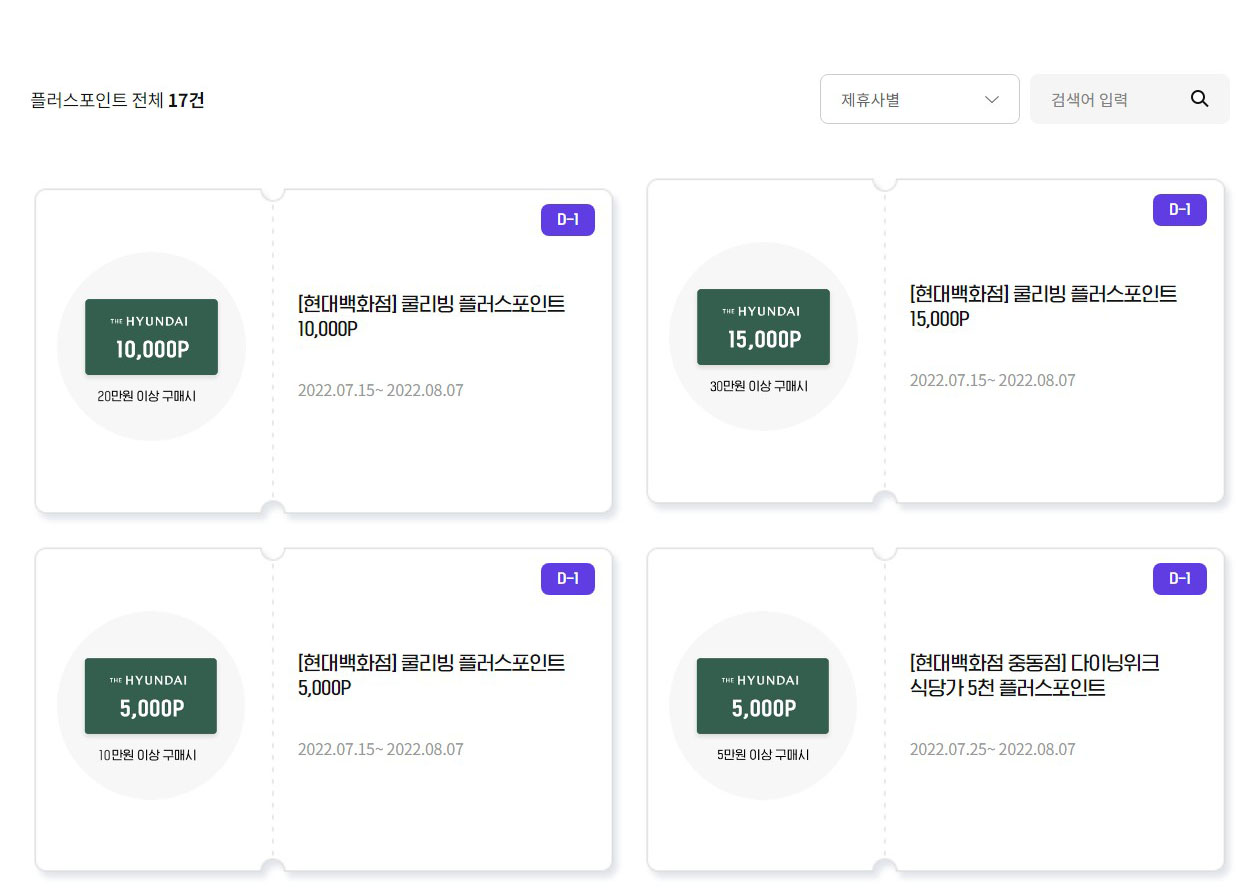 플러스포인트 전체 17건
제휴사별
검색어 입력
D-1
THE HYUNDAI
10,000P
20만원 이상 구매시
[현대백화점] 쿨리빙 플러스포인트
10,000P
2022.07.15~ 2022.08.07
D-1
THE HYUNDAI
15,000P
30만원 이상 구매시
[현대백화점] 쿨리빙 플러스포인트
15,000P
2022.07.15~ 2022.08.07
D-1
THE HYUNDAI
5,000P
10만원 이상 구매시
[현대백화점] 쿨리빙 플러스포인트
5,000P
2022.07.15~ 2022.08.07
D-1
THE HYUNDAI
5,000P
5만원 이상 구매시
[현대백화점 중동점] 다이닝위크
식당가 5천 플러스포인트
2022.07.25~ 2022.08.07